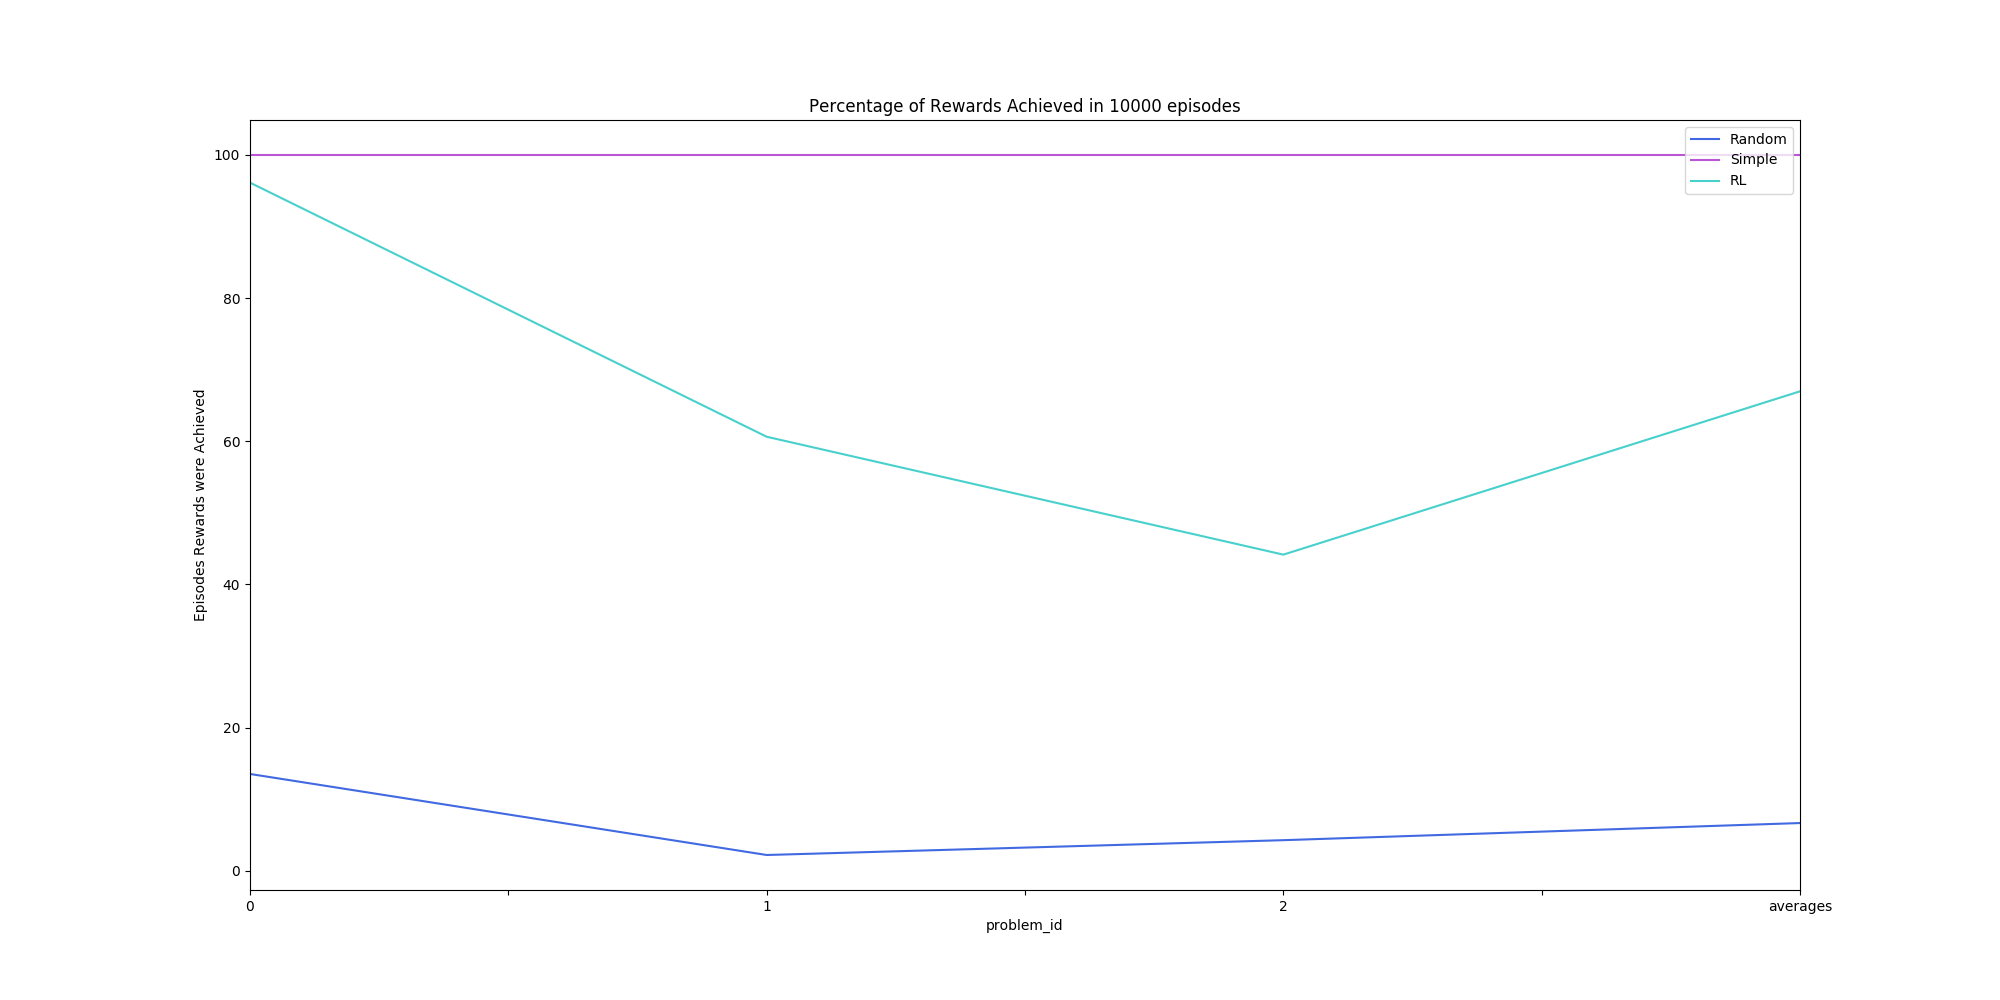 Percentage of Rewards Achieved in 10000 episodes
Random
Simple
RL
100
80
60
40
20
0
Episodes Rewards were Achieved
0
1
2
averages
problem_id